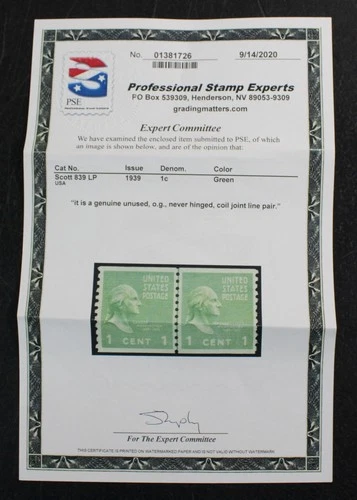 No. 01381726 9/14/2020
PSE
Professional Stamp Experts
PO Box 539309, Henderson, NV 89053-9309
gradingmatters.com
Expert Committee
We have examined the enclosed item submitted to PSE, of which
an image is stamped below, and are of the opinion that:
Cat No. Issue Denom. Color
Scott 839 LP 1939 1c Green
USA
"it is a genuine unused, o.g., never hinged, coil joint line pair."
UNITED STATES POSTAGE
1 CENT 1
UNITED STATES POSTAGE
1 CENT 1
For The Expert Committee
THIS CERTIFICATE IS PRINTED ON WATERMARKED PAPER AND IS NOT VALID WITHOUT WATERMARK